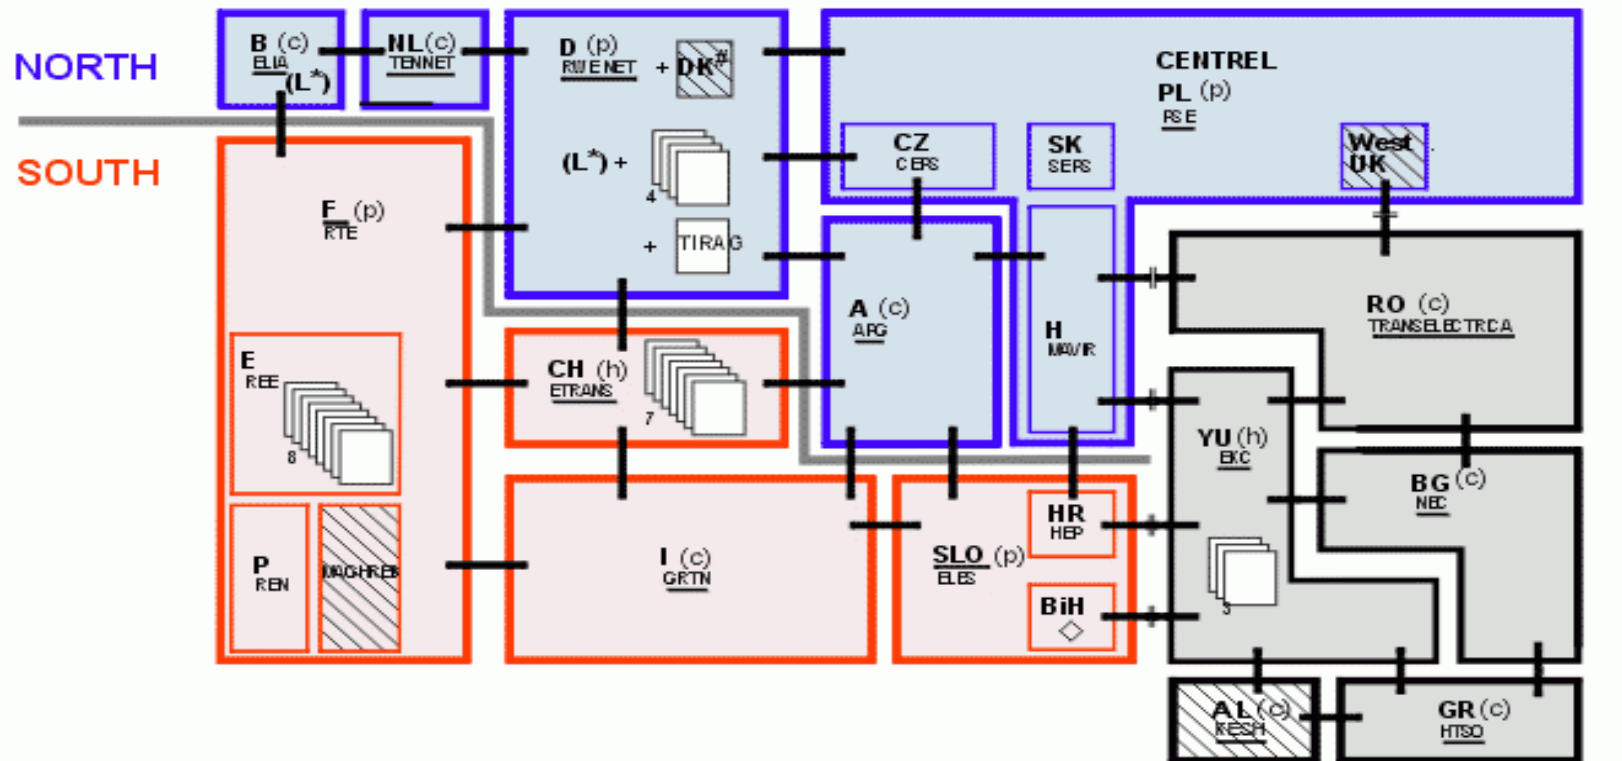 NORTH
SOUTH
B (c)
ELIA
(L*)
NL(c)
TENNET
D (p)
RWE NET
+ DK#
(L*) +
4
+ TIRAG
CENTREL
PL (p)
PSE
CZ
CEPS
SK
SEPS
West
UK
F (p)
RTE
E
REE
8
P
REN
MAGHREB
CH (h)
ETRANS
7
A (c)
APG
H
MAVIR
I (c)
GRTN
SLO (p)
ELES
HR
HEP
BiH
RO (c)
TRANSELECTRICA
YU (h)
EKC
3
BG (c)
NEC
AL (c)
KESH
GR (c)
HTSO